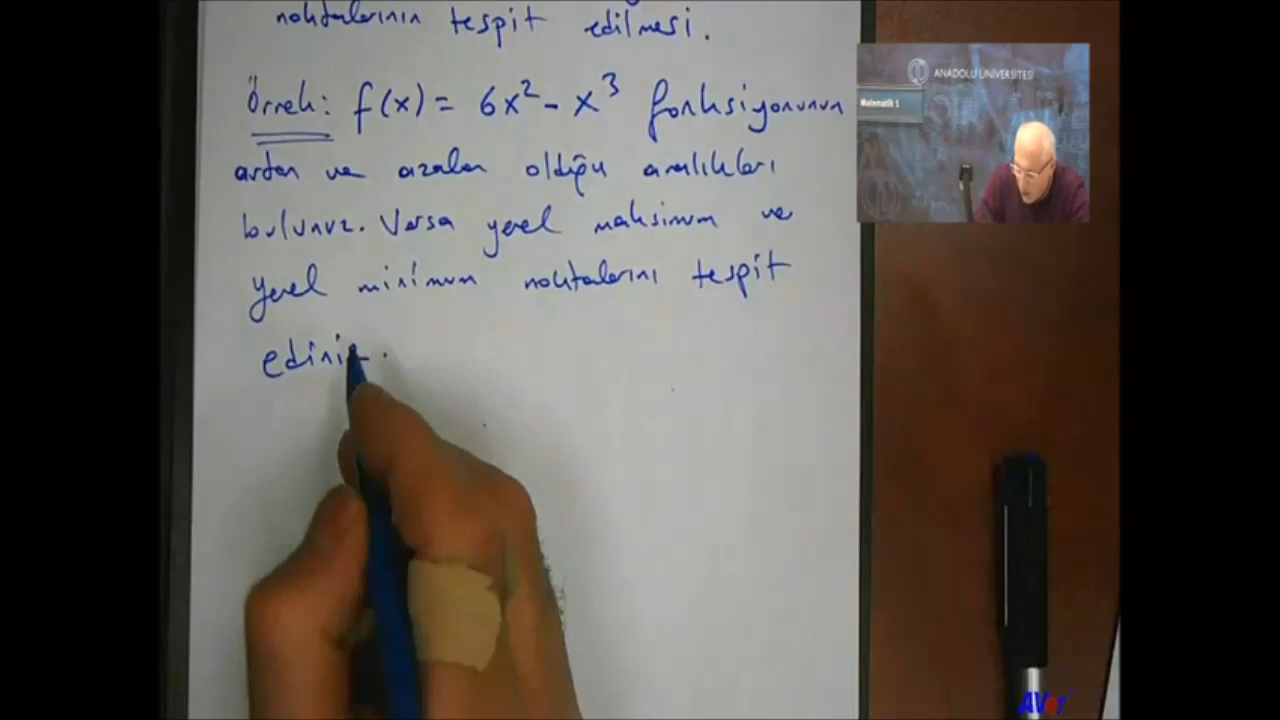 noktalarının tespit edilmesi.
Örnek: f(x) = 6x² - x³ fonksiyonunun
artan ve azalan olduğu aralıkları
bulunuz. Varsa yerel maksimum ve
yerel minimum noktalarını tespit
ediniz.
ANADOLU ÜNİVERSİTESİ
Matematik 1
AVer